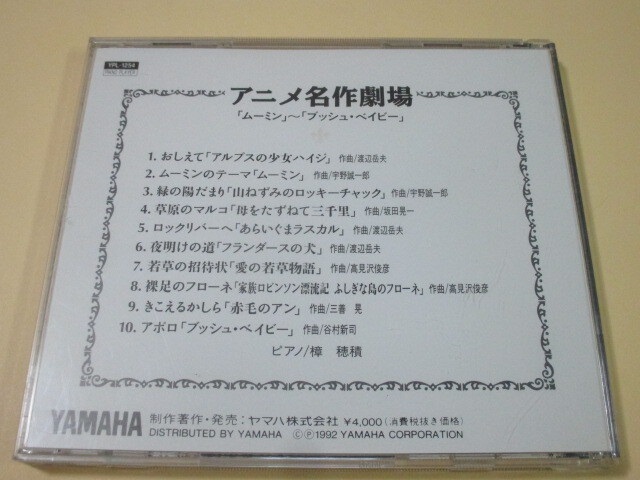 YPL-1254
アニメ名作劇場
「ムーミン」〜「ブッシュ・ベイビー」
1. おしえて「アルプスの少女ハイジ」 作曲/渡辺岳夫
2. ムーミンのテーマ「ムーミン」 作曲/宇野誠一郎
3. 緑の陽だまり「山ねずみのロッキーチャック」 作曲/宇野誠一郎
4. 草原のマルコ「母をたずねて三千里」 作曲/坂田晃一
5. ロックリバーへ「あらいぐまラスカル」 作曲/渡辺岳夫
6. 夜明けの道「フランダースの犬」 作曲/渡辺岳夫
7. 若草の招待状「愛の若草物語」 作曲/高見沢俊彦
8. 裸足のフローネ「家族ロビンソン漂流記 ふしぎな島のフローネ」 作曲/高見沢俊彦
9. きこえるかしら「赤毛のアン」 作曲/三善 晃
10. アポロ「ブッシュ・ベイビー」 作曲/谷村新司
ピアノ/樟 穂積
YAMAHA 制作著作・発売：ヤマハ株式会社 ¥4,000(消費税抜き価格)
DISTRIBUTED BY YAMAHA ⒸⓅ1992 YAMAHA CORPORATION